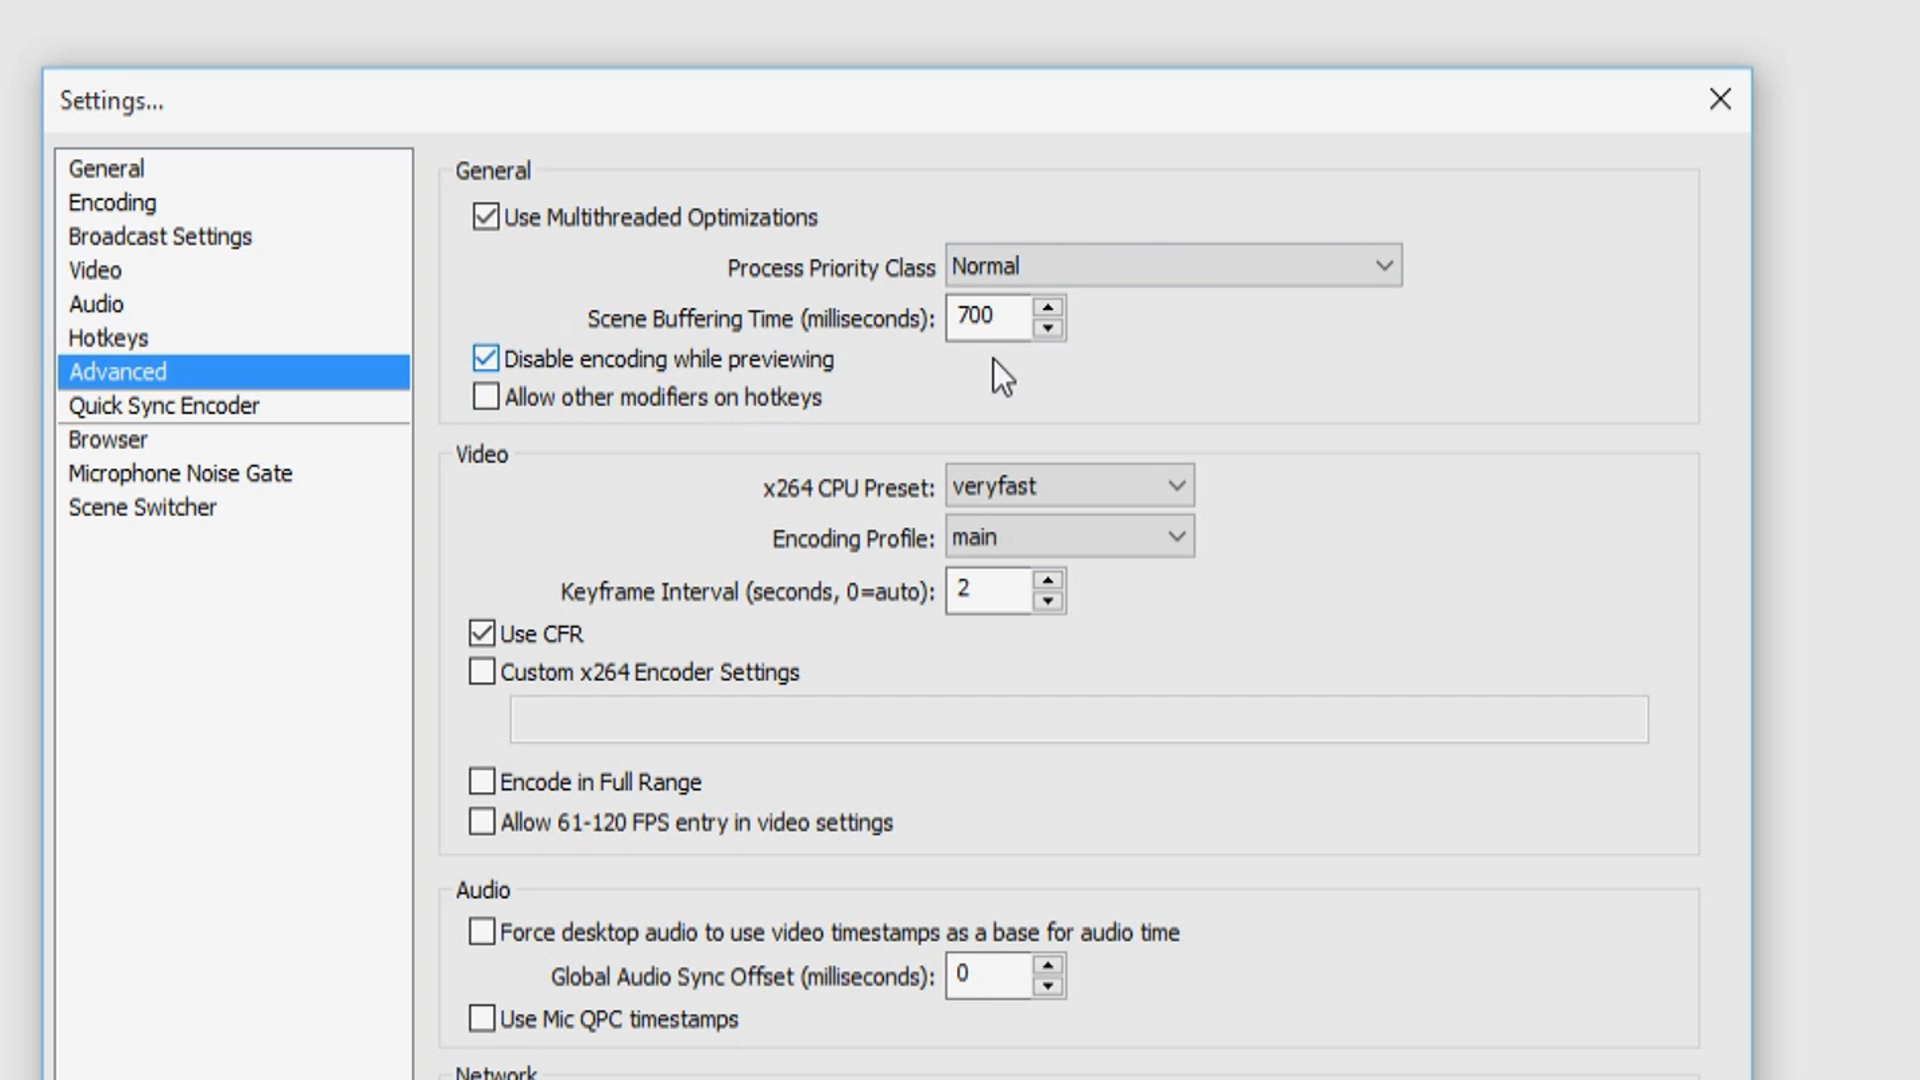 Settings...
General
Encoding
Broadcast Settings
Video
Audio
Hotkeys
Advanced
Quick Sync Encoder
Browser
Microphone Noise Gate
Scene Switcher
General
Use Multithreaded Optimizations
Process Priority Class Normal
Scene Buffering Time (milliseconds): 700
Disable encoding while previewing
Allow other modifiers on hotkeys
Video
x264 CPU Preset: veryfast
Encoding Profile: main
Keyframe Interval (seconds, 0=auto): 2
Use CFR
Custom x264 Encoder Settings
Encode in Full Range
Allow 61-120 FPS entry in video settings
Audio
Force desktop audio to use video timestamps as a base for audio time
Global Audio Sync Offset (milliseconds): 0
Use Mic QPC timestamps
Network